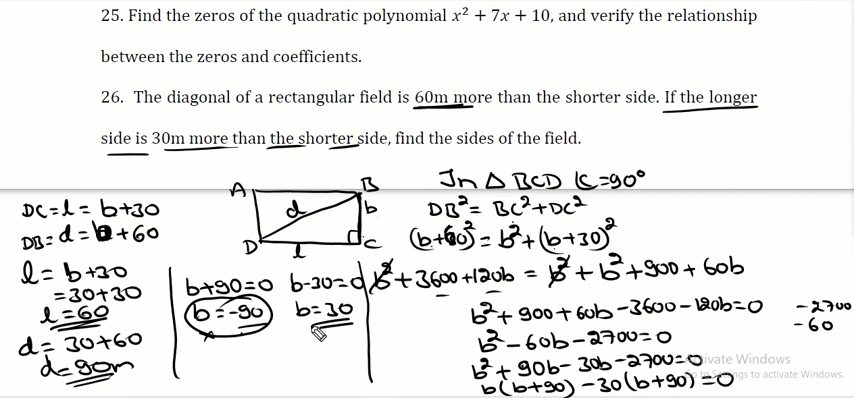 25. Find the zeros of the quadratic polynomial x² + 7x + 10, and verify the relationship
between the zeros and coefficients.
26. The diagonal of a rectangular field is 60m more than the shorter side. If the longer
side is 30m more than the shorter side, find the sides of the field.
DC = l = b+30
DB = d = b+60
l = b+30
= 30+30
l = 60
d = 30+60
d = 90m
A B
d b
D l C
b+90=0 b-30=0
b = -90 b = 30
In △ BCD ∠C=90°
DB² = BC²+DC²
(b+60)² = b²+(b+30)²
b²+3600+120b = b²+b²+900+60b
b²+900+60b-3600-120b=0
-2700
-60
b²-60b-2700=0
b²+90b-30b-2700=0
b(b+90)-30(b+90)=0
Activate Windows
Go to Settings to activate Windows.